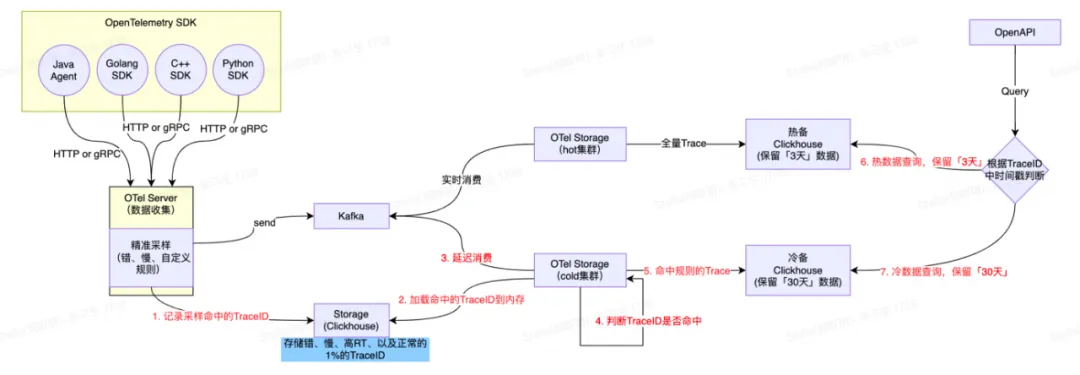 OpenTelemetry SDK
Java
Agent
Golang
SDK
C++
SDK
Python
SDK
HTTP or gRPC
HTTP or gRPC
HTTP or gRPC
OTel Server
（数据收集）
精准采样
（错、慢、自定义
规则）
send
Kafka
实时消费
3. 延迟消费
1. 记录采样命中的TraceID
2. 加载命中的TraceID到内存
Storage
(Clickhouse)
存储错、慢、高RT、以及正常的
1%的TraceID
OTel Storage
（hot集群）
全量Trace
热备
Clickhouse
(保留「3天」数据)
OTel Storage
（cold集群）
4. 判断TraceID是否命中
5. 命中规则的Trace
冷备
Clickhouse
(保留「30天」数据)
OpenAPI
Query
根据TraceID
中时间戳判断
6. 热数据查询，保留「3天」
7. 冷数据查询，保留「30天」